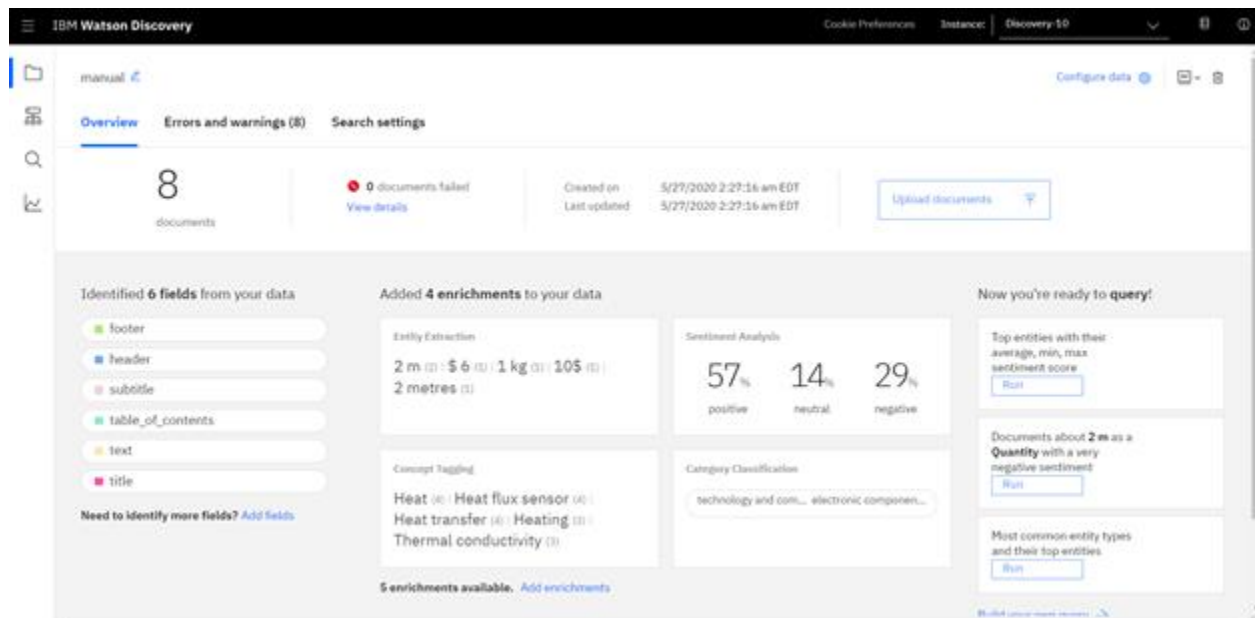 IBM Watson Discovery
Cookie Preferences
Instance:
Discovery-10
manual
Configure data
Overview
Errors and warnings (8)
Search settings
8
documents
0 documents failed
View details
Created on 5/27/2020 2:27:16 am EDT
Last updated 5/27/2020 2:27:16 am EDT
Upload documents
Identified 6 fields from your data
footer
header
subtitle
table_of_contents
text
title
Need to identify more fields? Add fields
Added 4 enrichments to your data
Entity Extraction
2 m (1) | $ 6 (1) | 1 kg (1) | 10$ (1) |
2 metres (1)
Sentiment Analysis
57% 14% 29%
positive neutral negative
Concept Tagging
Heat (4) | Heat flux sensor (4) |
Heat transfer (4) | Heating (3) |
Thermal conductivity (3)
Category Classification
technology and com... electronic componen...
5 enrichments available. Add enrichments
Now you're ready to query!
Top entities with their
average, min, max
sentiment score
Run
Documents about 2 m as a
Quantity with a very
negative sentiment
Run
Most common entity types
and their top entities
Run
Build your own query